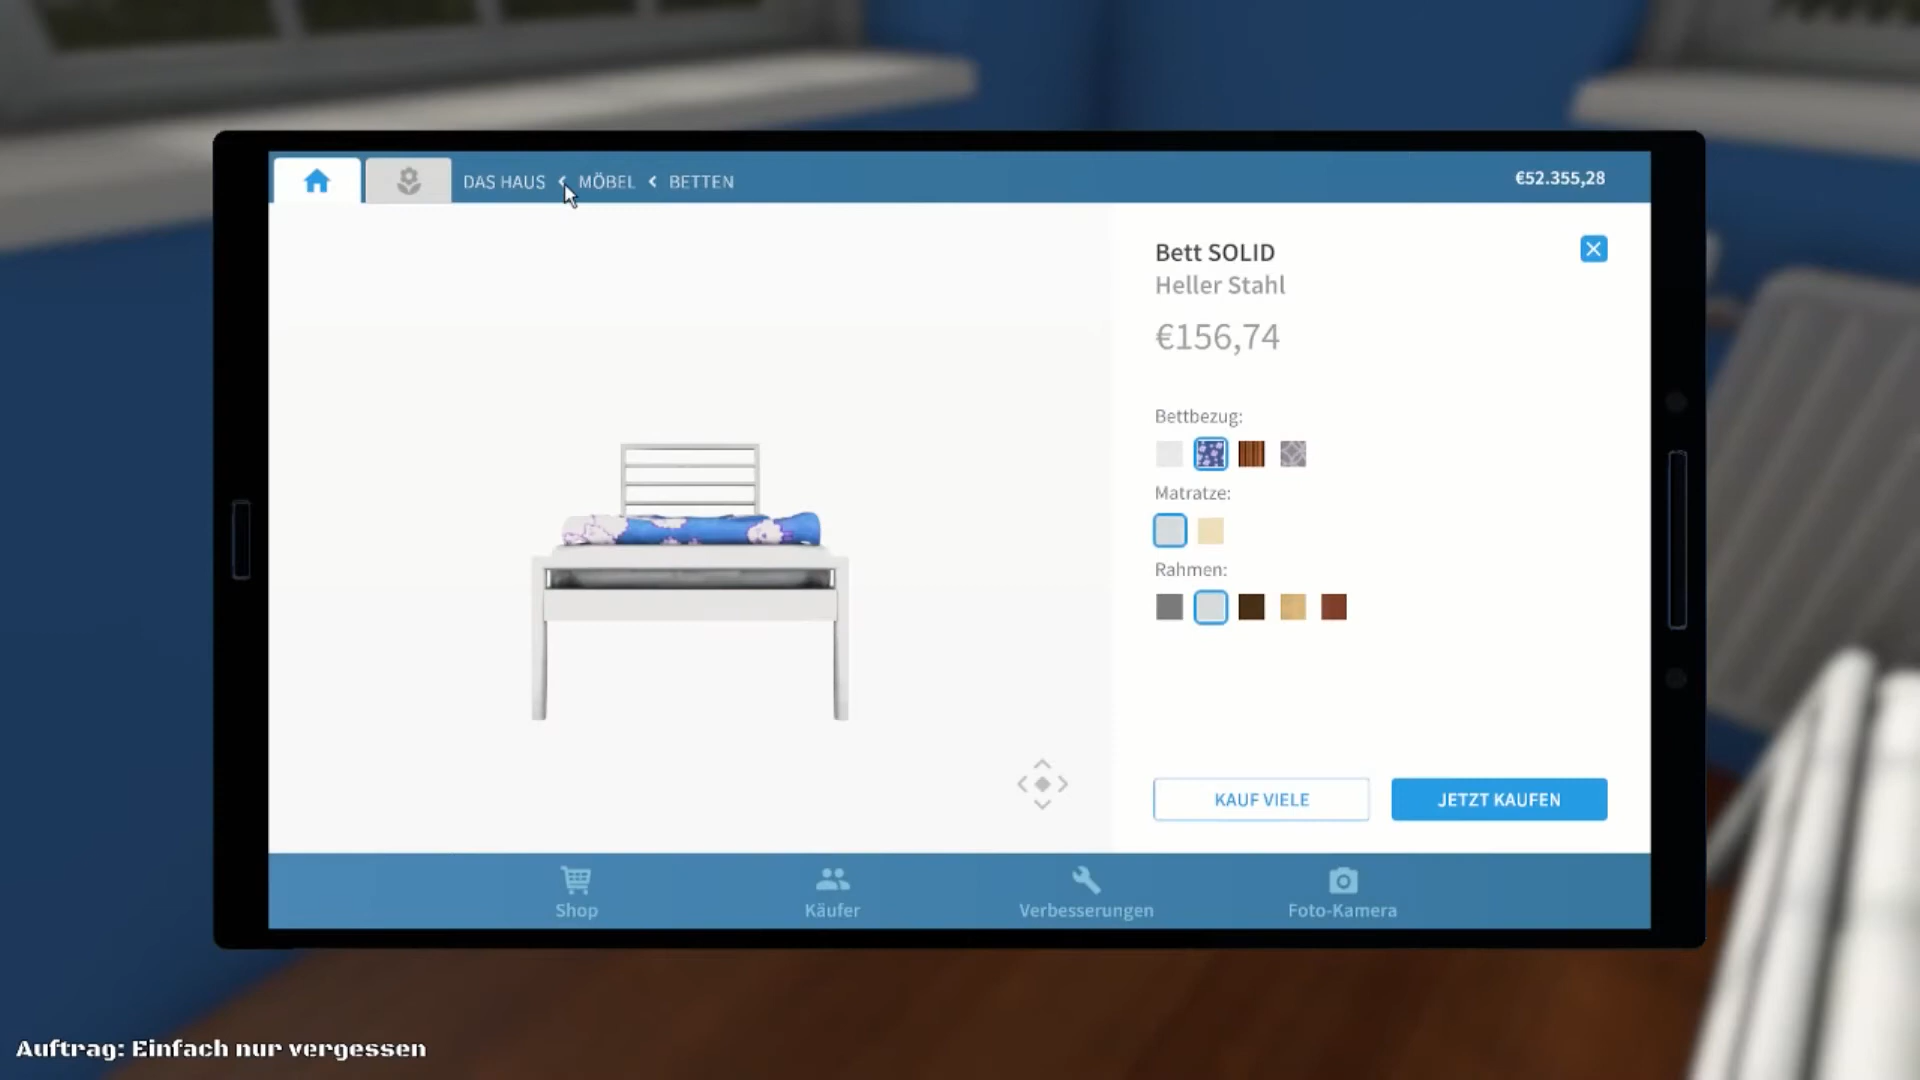 DAS HAUS < MÖBEL < BETTEN
€52.355,28
Bett SOLID
Heller Stahl
€156,74
Bettbezug:
Matratze:
Rahmen:
KAUF VIELE
JETZT KAUFEN
Shop
Käufer
Verbesserungen
Foto-Kamera
Auftrag: Einfach nur vergessen